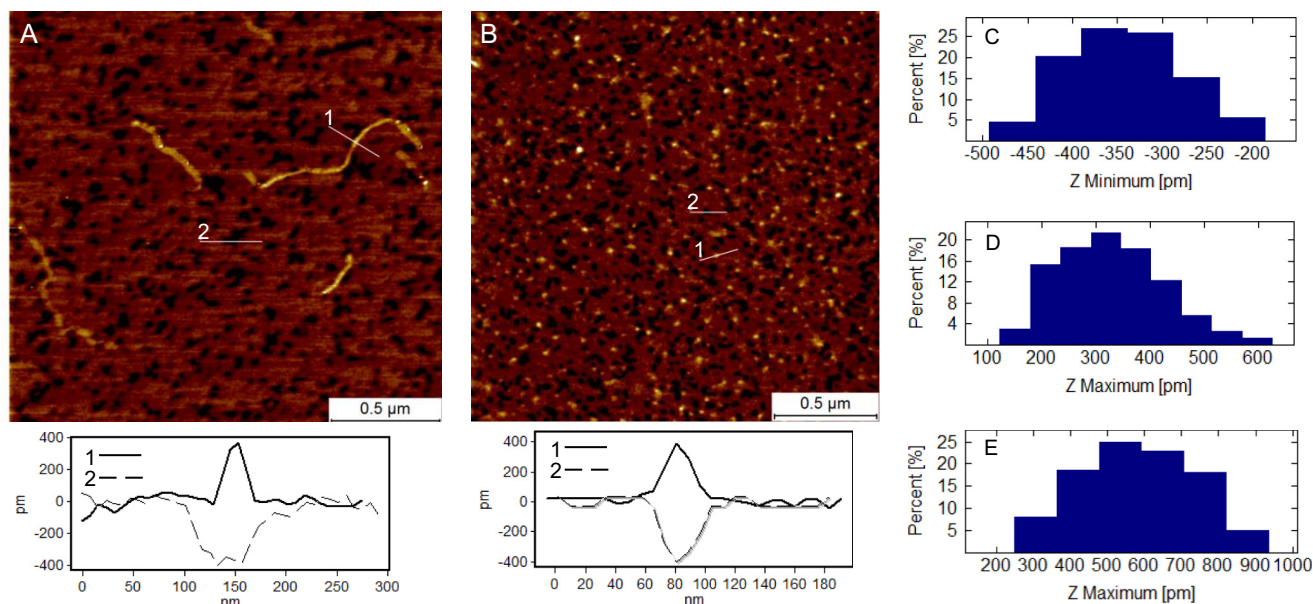 A
1
2
0.5 µm
1
2
400
200
0
-200
-400
pm
0
50
100
150
200
250
300
nm
B
2
1
0.5 µm
1
2
400
200
0
-200
-400
pm
0
20
40
60
80
100
120
140
160
180
nm
C
25
20
15
10
5
Percent [%]
-500 -450 -400 -350 -300 -250 -200
Z Minimum [pm]
D
20
16
12
8
4
Percent [%]
100 200 300 400 500 600
Z Maximum [pm]
E
25
20
15
10
5
Percent [%]
200 300 400 500 600 700 800 900 1000
Z Maximum [pm]